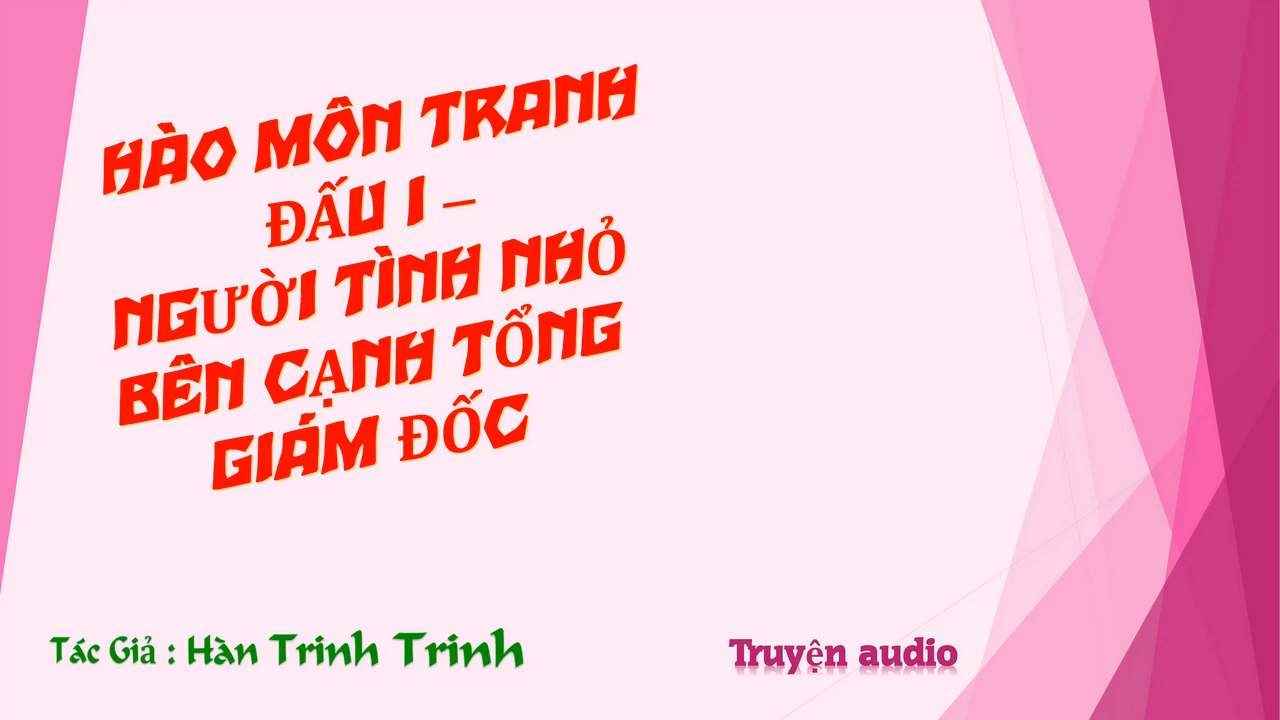 HÀO MÔN TRANH
ĐẤU I –
NGƯỜI TÌNH NHỎ
BÊN CẠNH TỔNG
GIÁM ĐỐC
Tác Giả : Hàn Trinh Trinh
Truyện audio